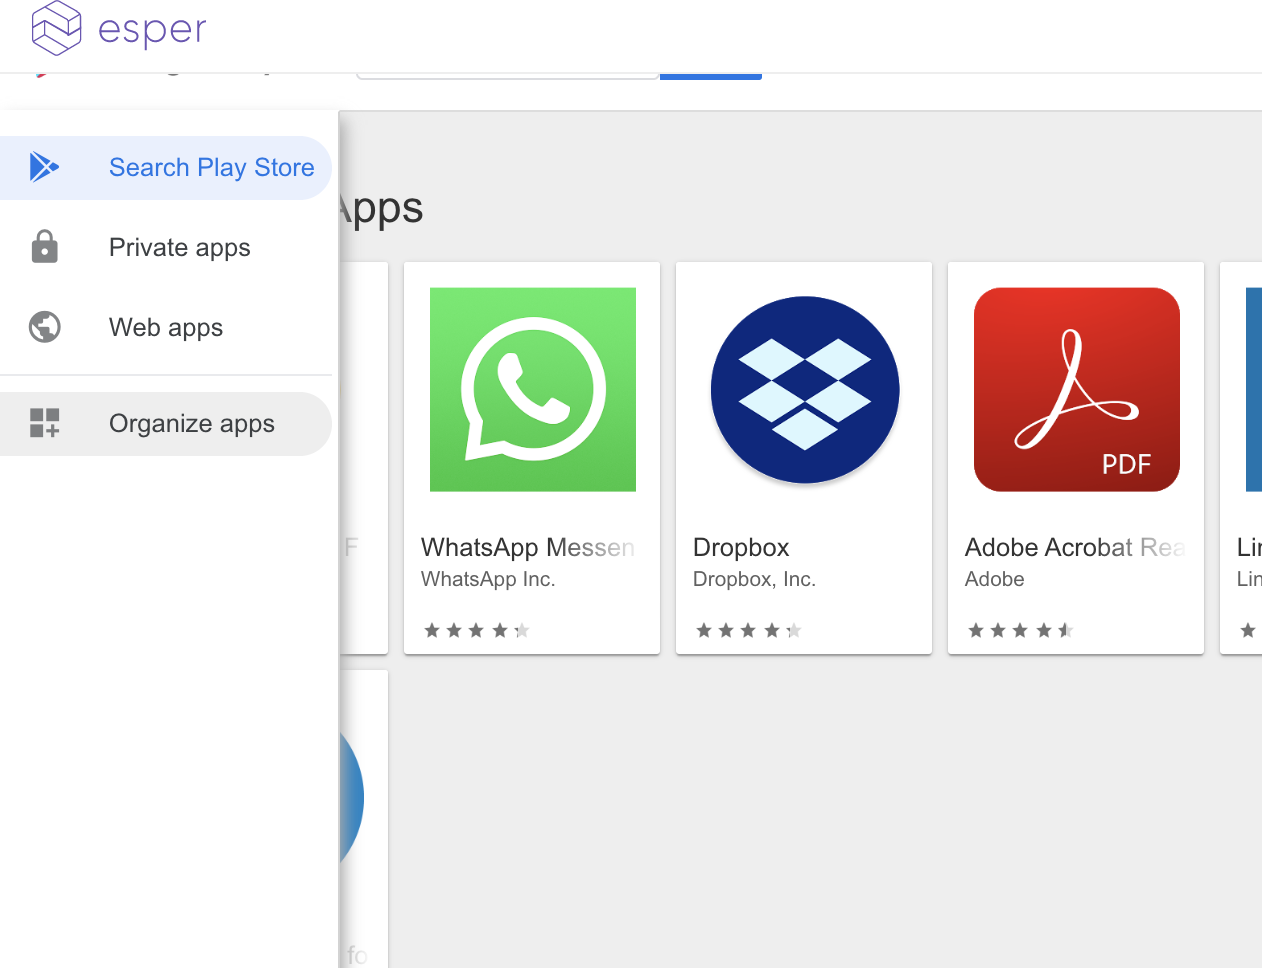 esper
Search Play Store
Private apps
Web apps
Organize apps
Apps
F
WhatsApp Messen
WhatsApp Inc.
Dropbox
Dropbox, Inc.
PDF
Adobe Acrobat Rea
Adobe
Lin
Lin
fo